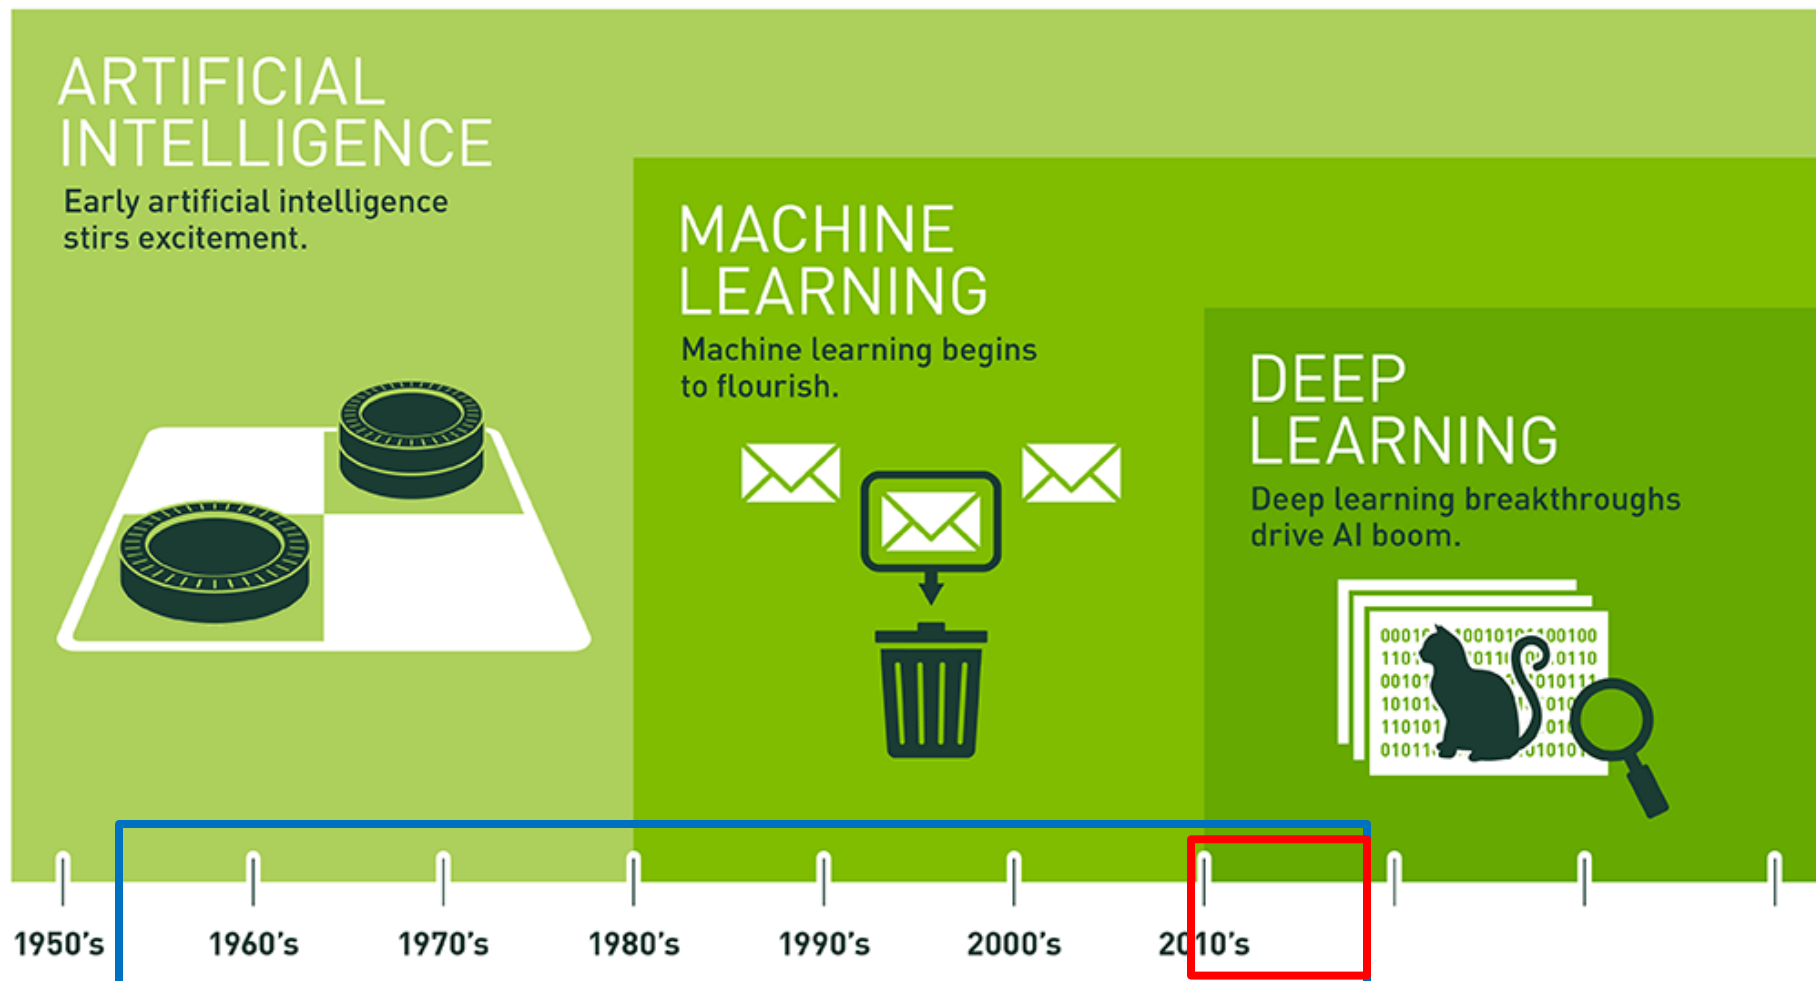 ARTIFICIAL
INTELLIGENCE
Early artificial intelligence
stirs excitement.
MACHINE
LEARNING
Machine learning begins
to flourish.
DEEP
LEARNING
Deep learning breakthroughs
drive AI boom.
1950's 1960's 1970's 1980's 1990's 2000's 2010's